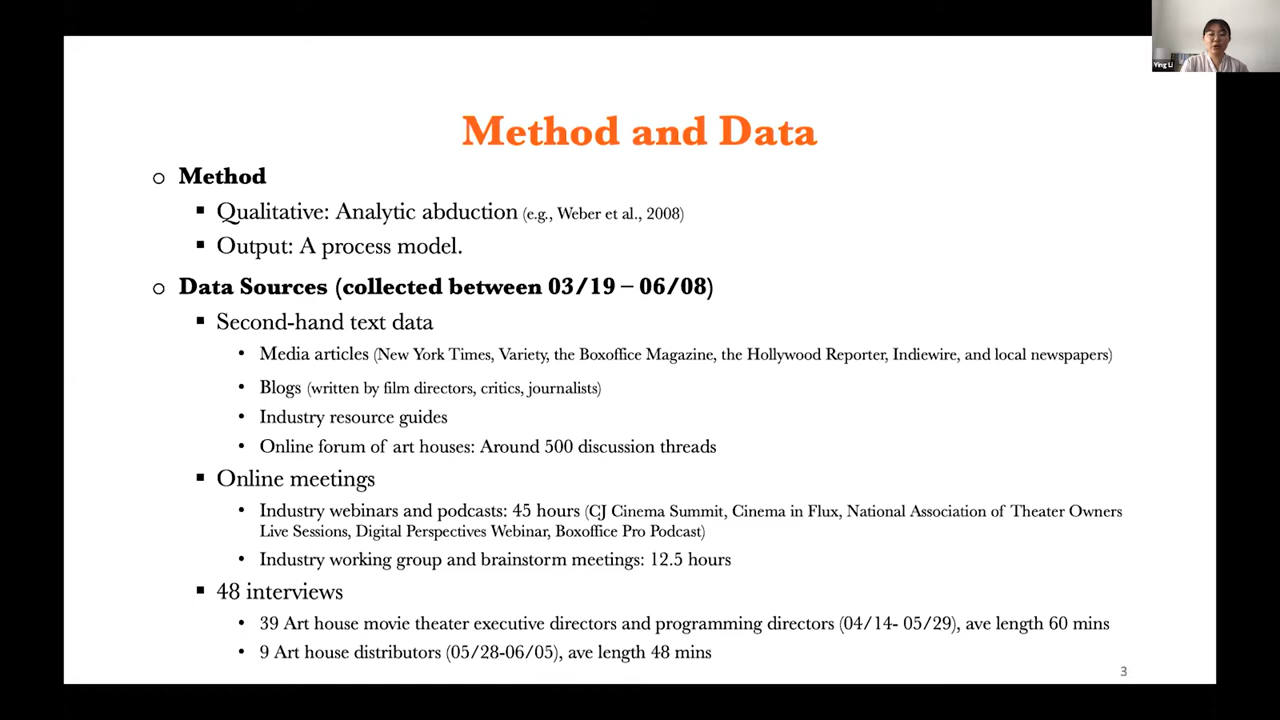 Ying Li
Method and Data
Method
Qualitative: Analytic abduction (e.g., Weber et al., 2008)
Output: A process model.
Data Sources (collected between 03/19 – 06/08)
Second-hand text data
Media articles (New York Times, Variety, the Boxoffice Magazine, the Hollywood Reporter, Indiewire, and local newspapers)
Blogs (written by film directors, critics, journalists)
Industry resource guides
Online forum of art houses: Around 500 discussion threads
Online meetings
Industry webinars and podcasts: 45 hours (CJ Cinema Summit, Cinema in Flux, National Association of Theater Owners
Live Sessions, Digital Perspectives Webinar, Boxoffice Pro Podcast)
Industry working group and brainstorm meetings: 12.5 hours
48 interviews
39 Art house movie theater executive directors and programming directors (04/14- 05/29), ave length 60 mins
9 Art house distributors (05/28-06/05), ave length 48 mins
3